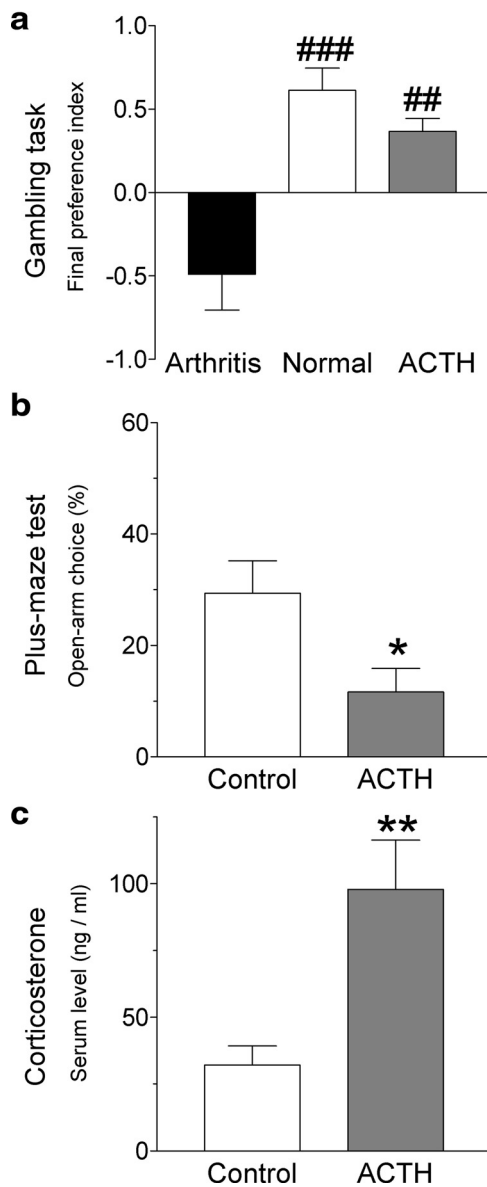 a
Gambling task
Final preference index
1.0
0.5
0.0
-0.5
-1.0
###
##
Arthritis Normal ACTH
b
Plus-maze test
Open-arm choice (%)
60
40
20
0
*
Control ACTH
c
Corticosterone
Serum level (ng / ml)
100
50
0
**
Control ACTH